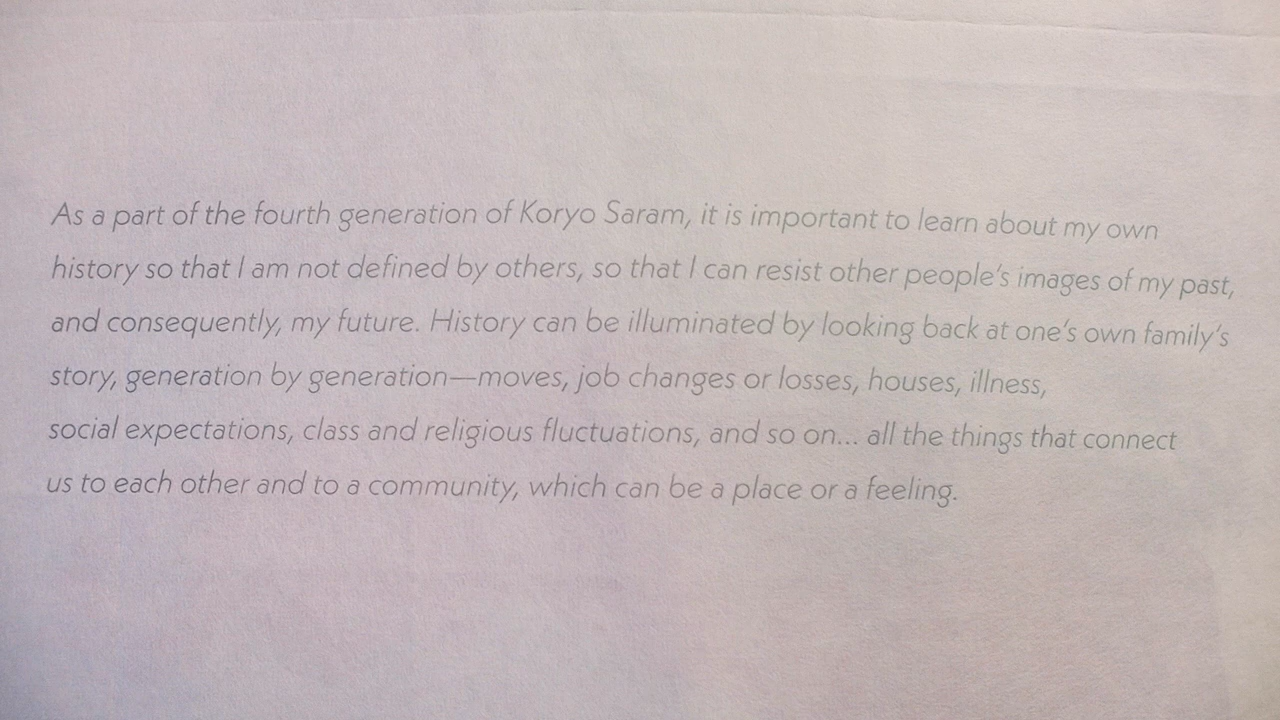 As a part of the fourth generation of Koryo Saram, it is important to learn about my own
history so that I am not defined by others, so that I can resist other people's images of my past,
and consequently, my future. History can be illuminated by looking back at one's own family's
story, generation by generation—moves, job changes or losses, houses, illness,
social expectations, class and religious fluctuations, and so on... all the things that connect
us to each other and to a community, which can be a place or a feeling.